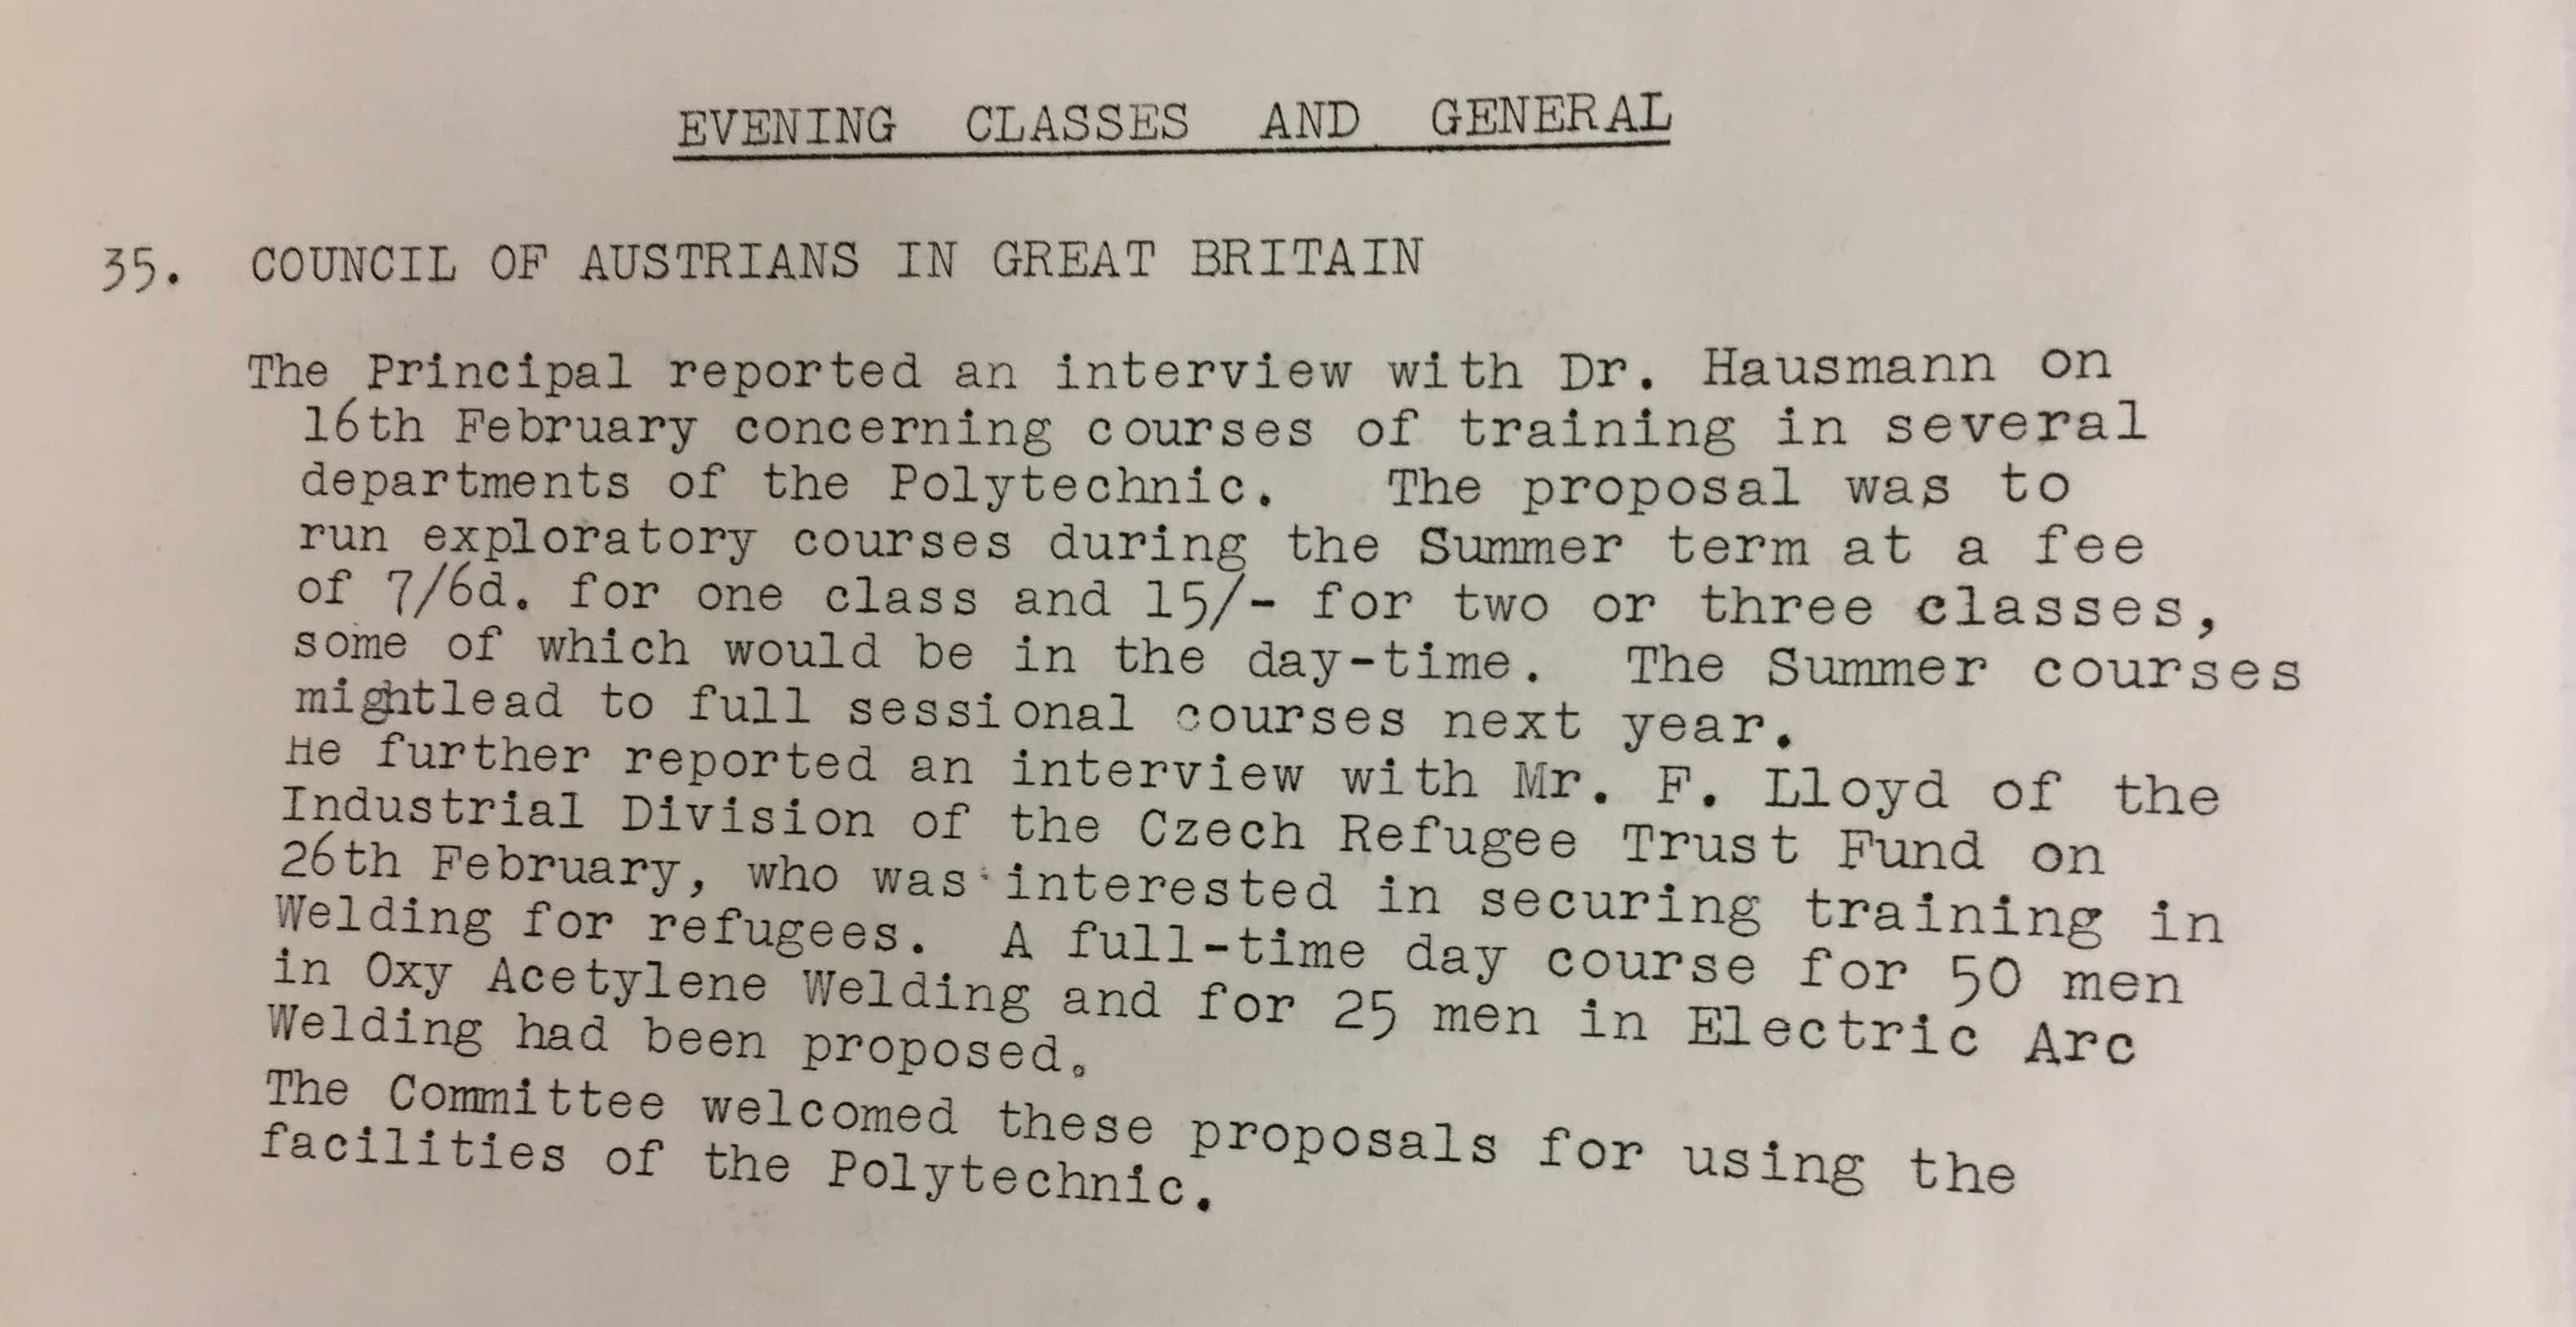 EVENING CLASSES AND GENERAL
35. COUNCIL OF AUSTRIANS IN GREAT BRITAIN
The Principal reported an interview with Dr. Hausmann on
16th February concerning courses of training in several
departments of the Polytechnic. The proposal was to
run exploratory courses during the Summer term at a fee
of 7/6d. for one class and 15/- for two or three classes,
some of which would be in the day-time. The Summer courses
mightlead to full sessional courses next year.
He further reported an interview with Mr. F. Lloyd of the
Industrial Division of the Czech Refugee Trust Fund on
26th February, who was interested in securing training in
Welding for refugees. A full-time day course for 50 men
in Oxy Acetylene Welding and for 25 men in Electric Arc
Welding had been proposed.
The Committee welcomed these proposals for using the
facilities of the Polytechnic.